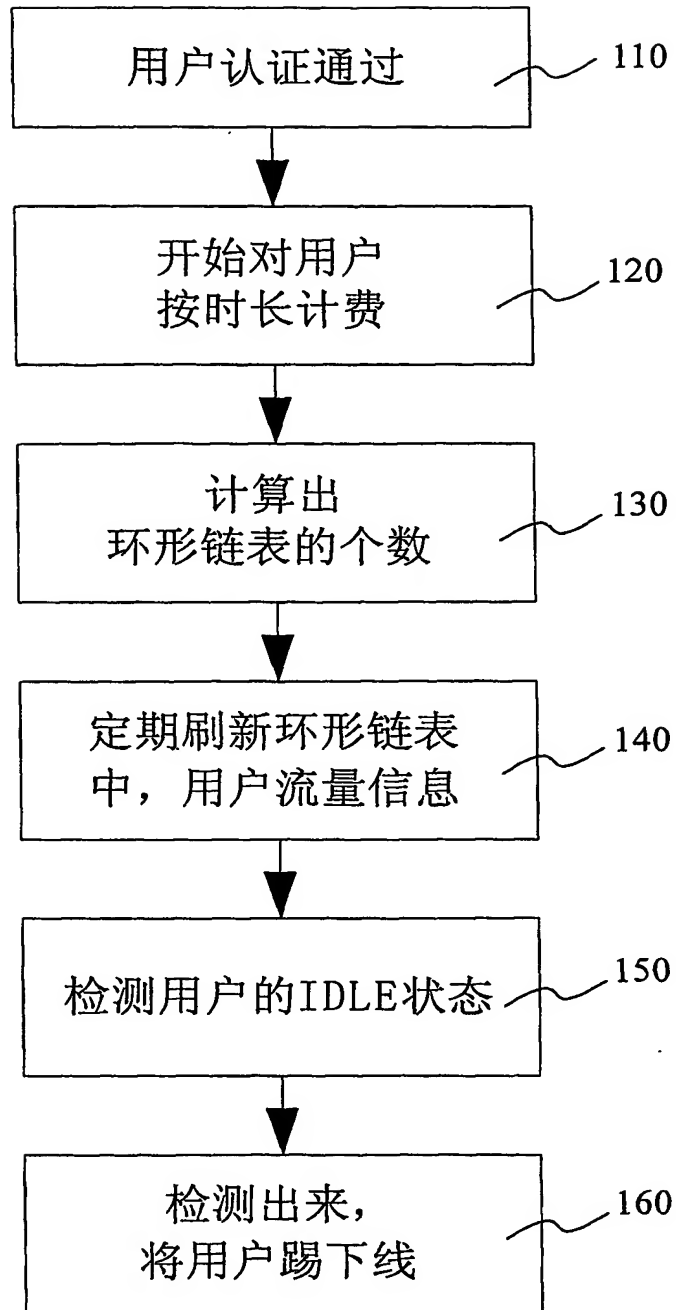 用户认证通过
110
开始对用户
按时长计费
120
计算出
环形链表的个数
130
定期刷新环形链表
中，用户流量信息
140
检测用户的IDLE状态
150
检测出来，
将用户踢下线
160